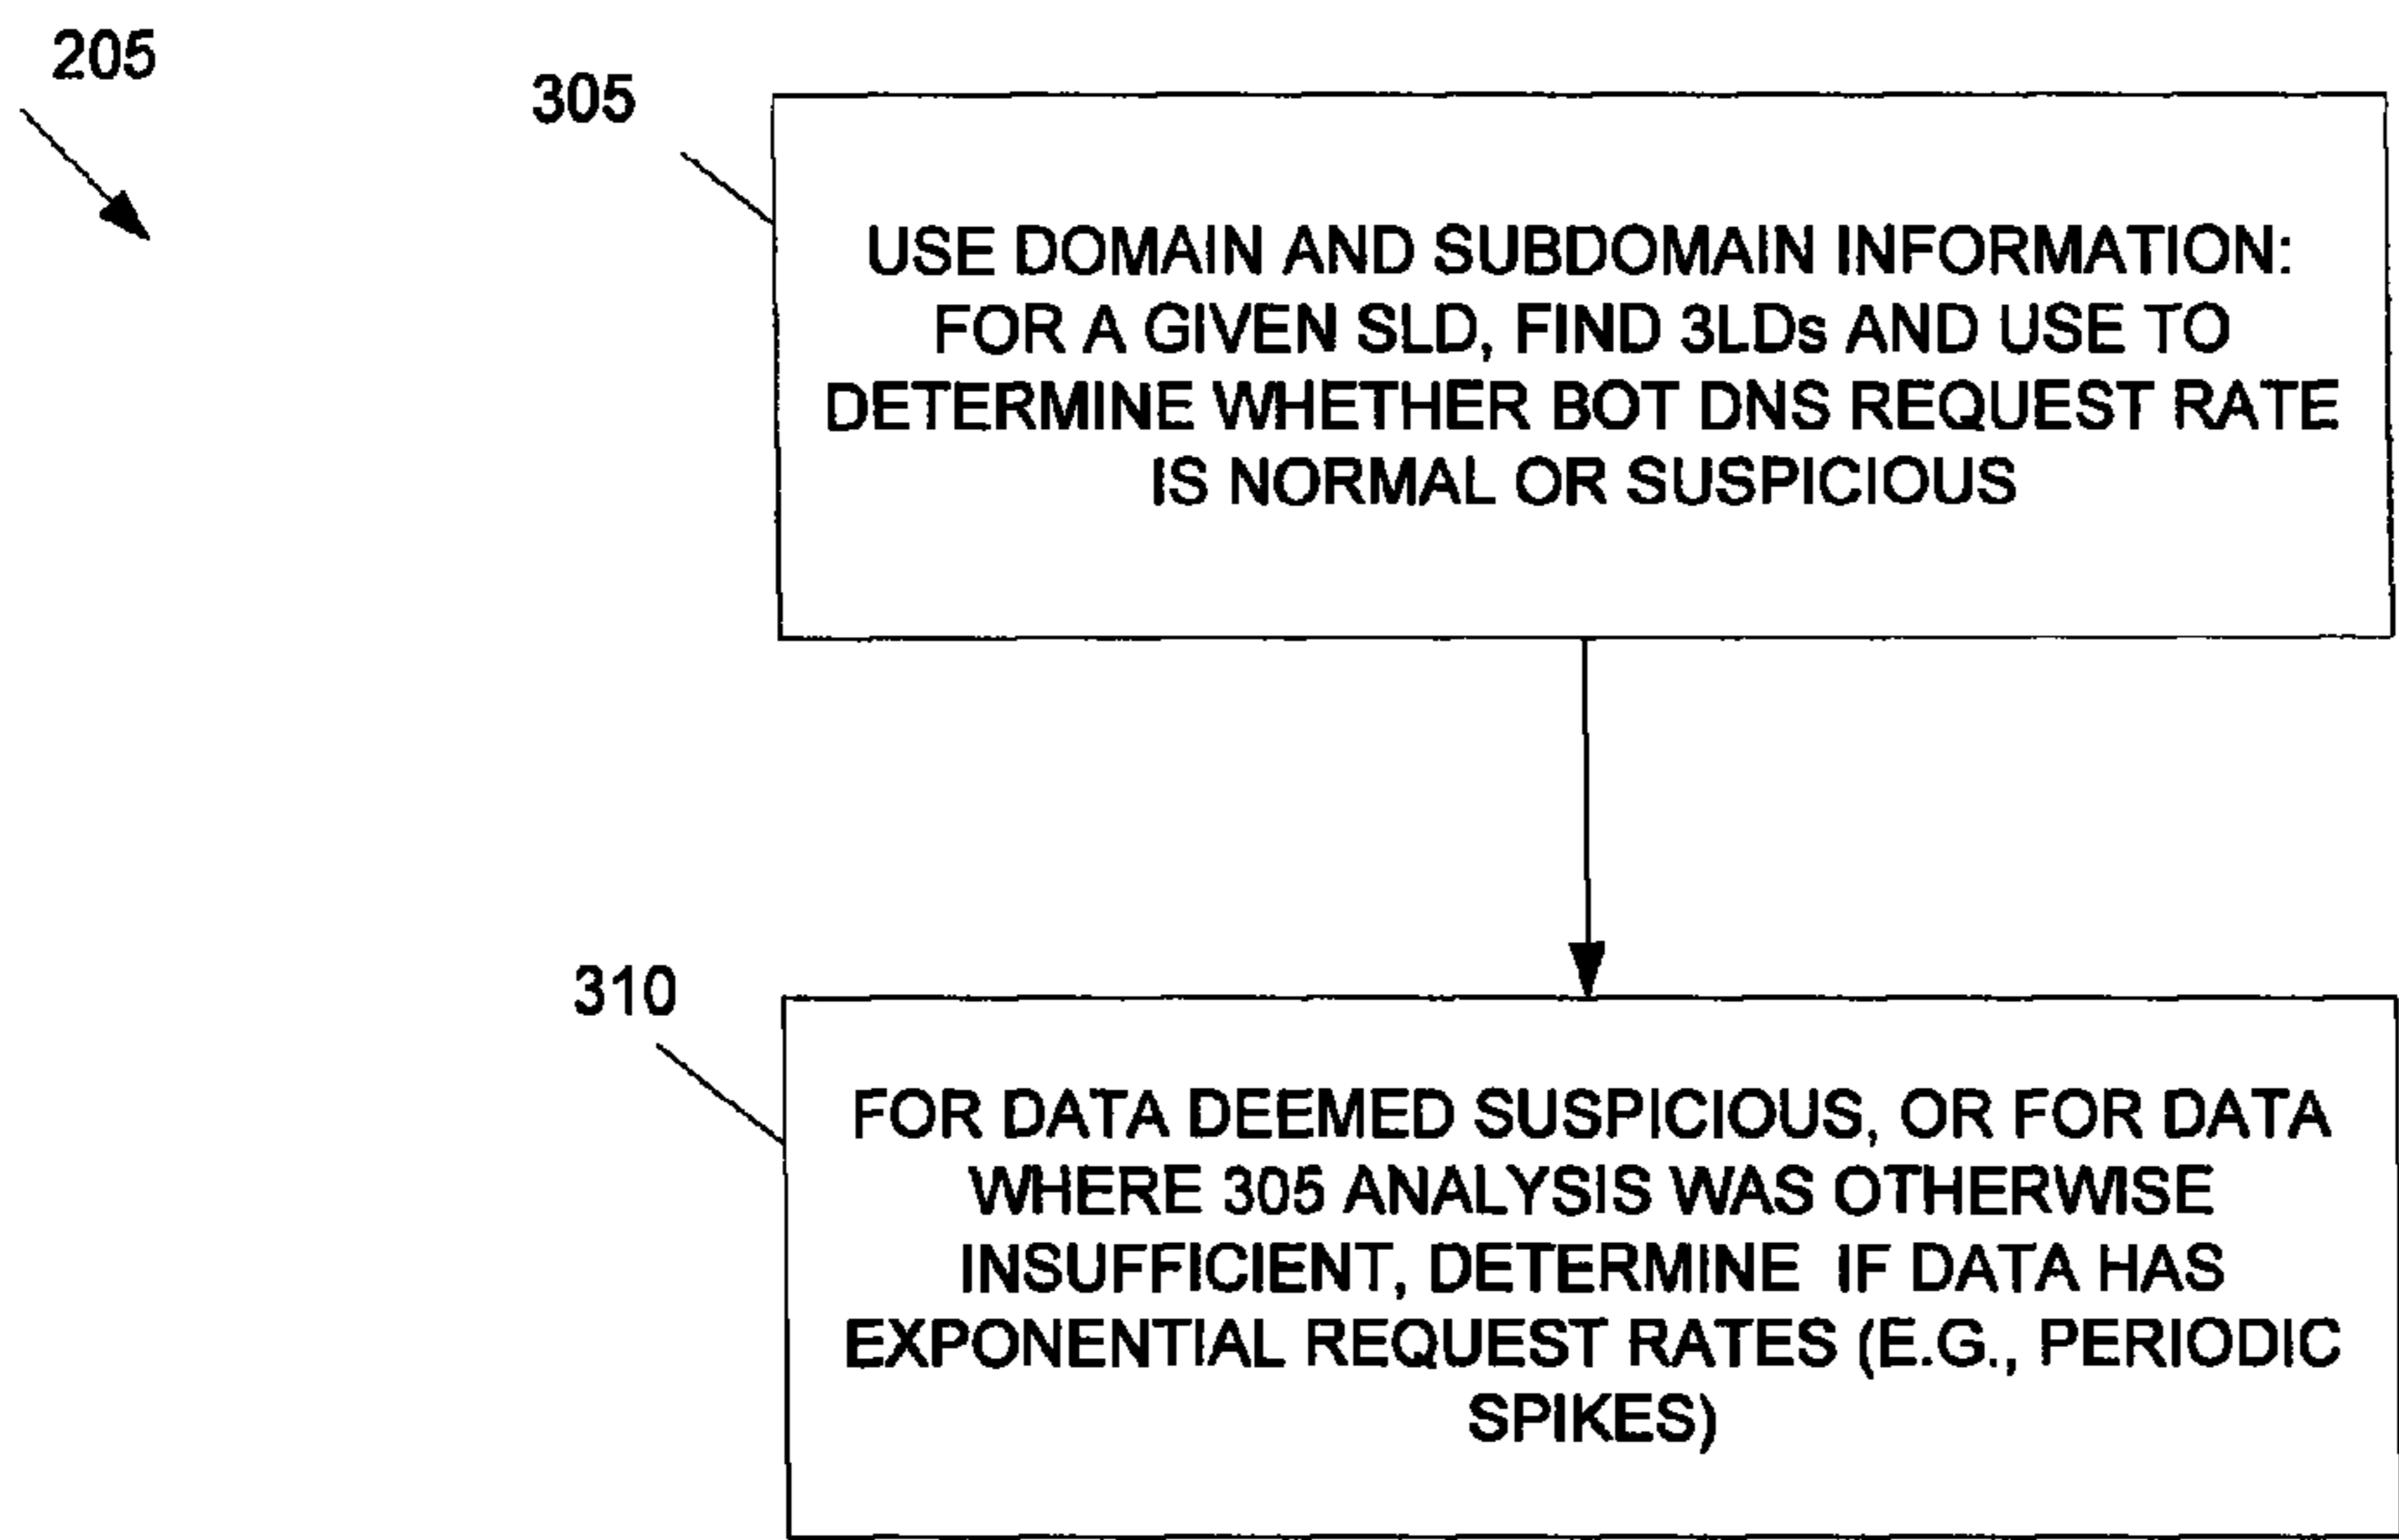 205
305
USE DOMAIN AND SUBDOMAIN INFORMATION:
FOR A GIVEN SLD, FIND 3LDs AND USE TO
DETERMINE WHETHER BOT DNS REQUEST RATE
IS NORMAL OR SUSPICIOUS
310
FOR DATA DEEMED SUSPICIOUS, OR FOR DATA
WHERE 305 ANALYSIS WAS OTHERWISE
INSUFFICIENT, DETERMINE IF DATA HAS
EXPONENTIAL REQUEST RATES (E.G., PERIODIC
SPIKES)